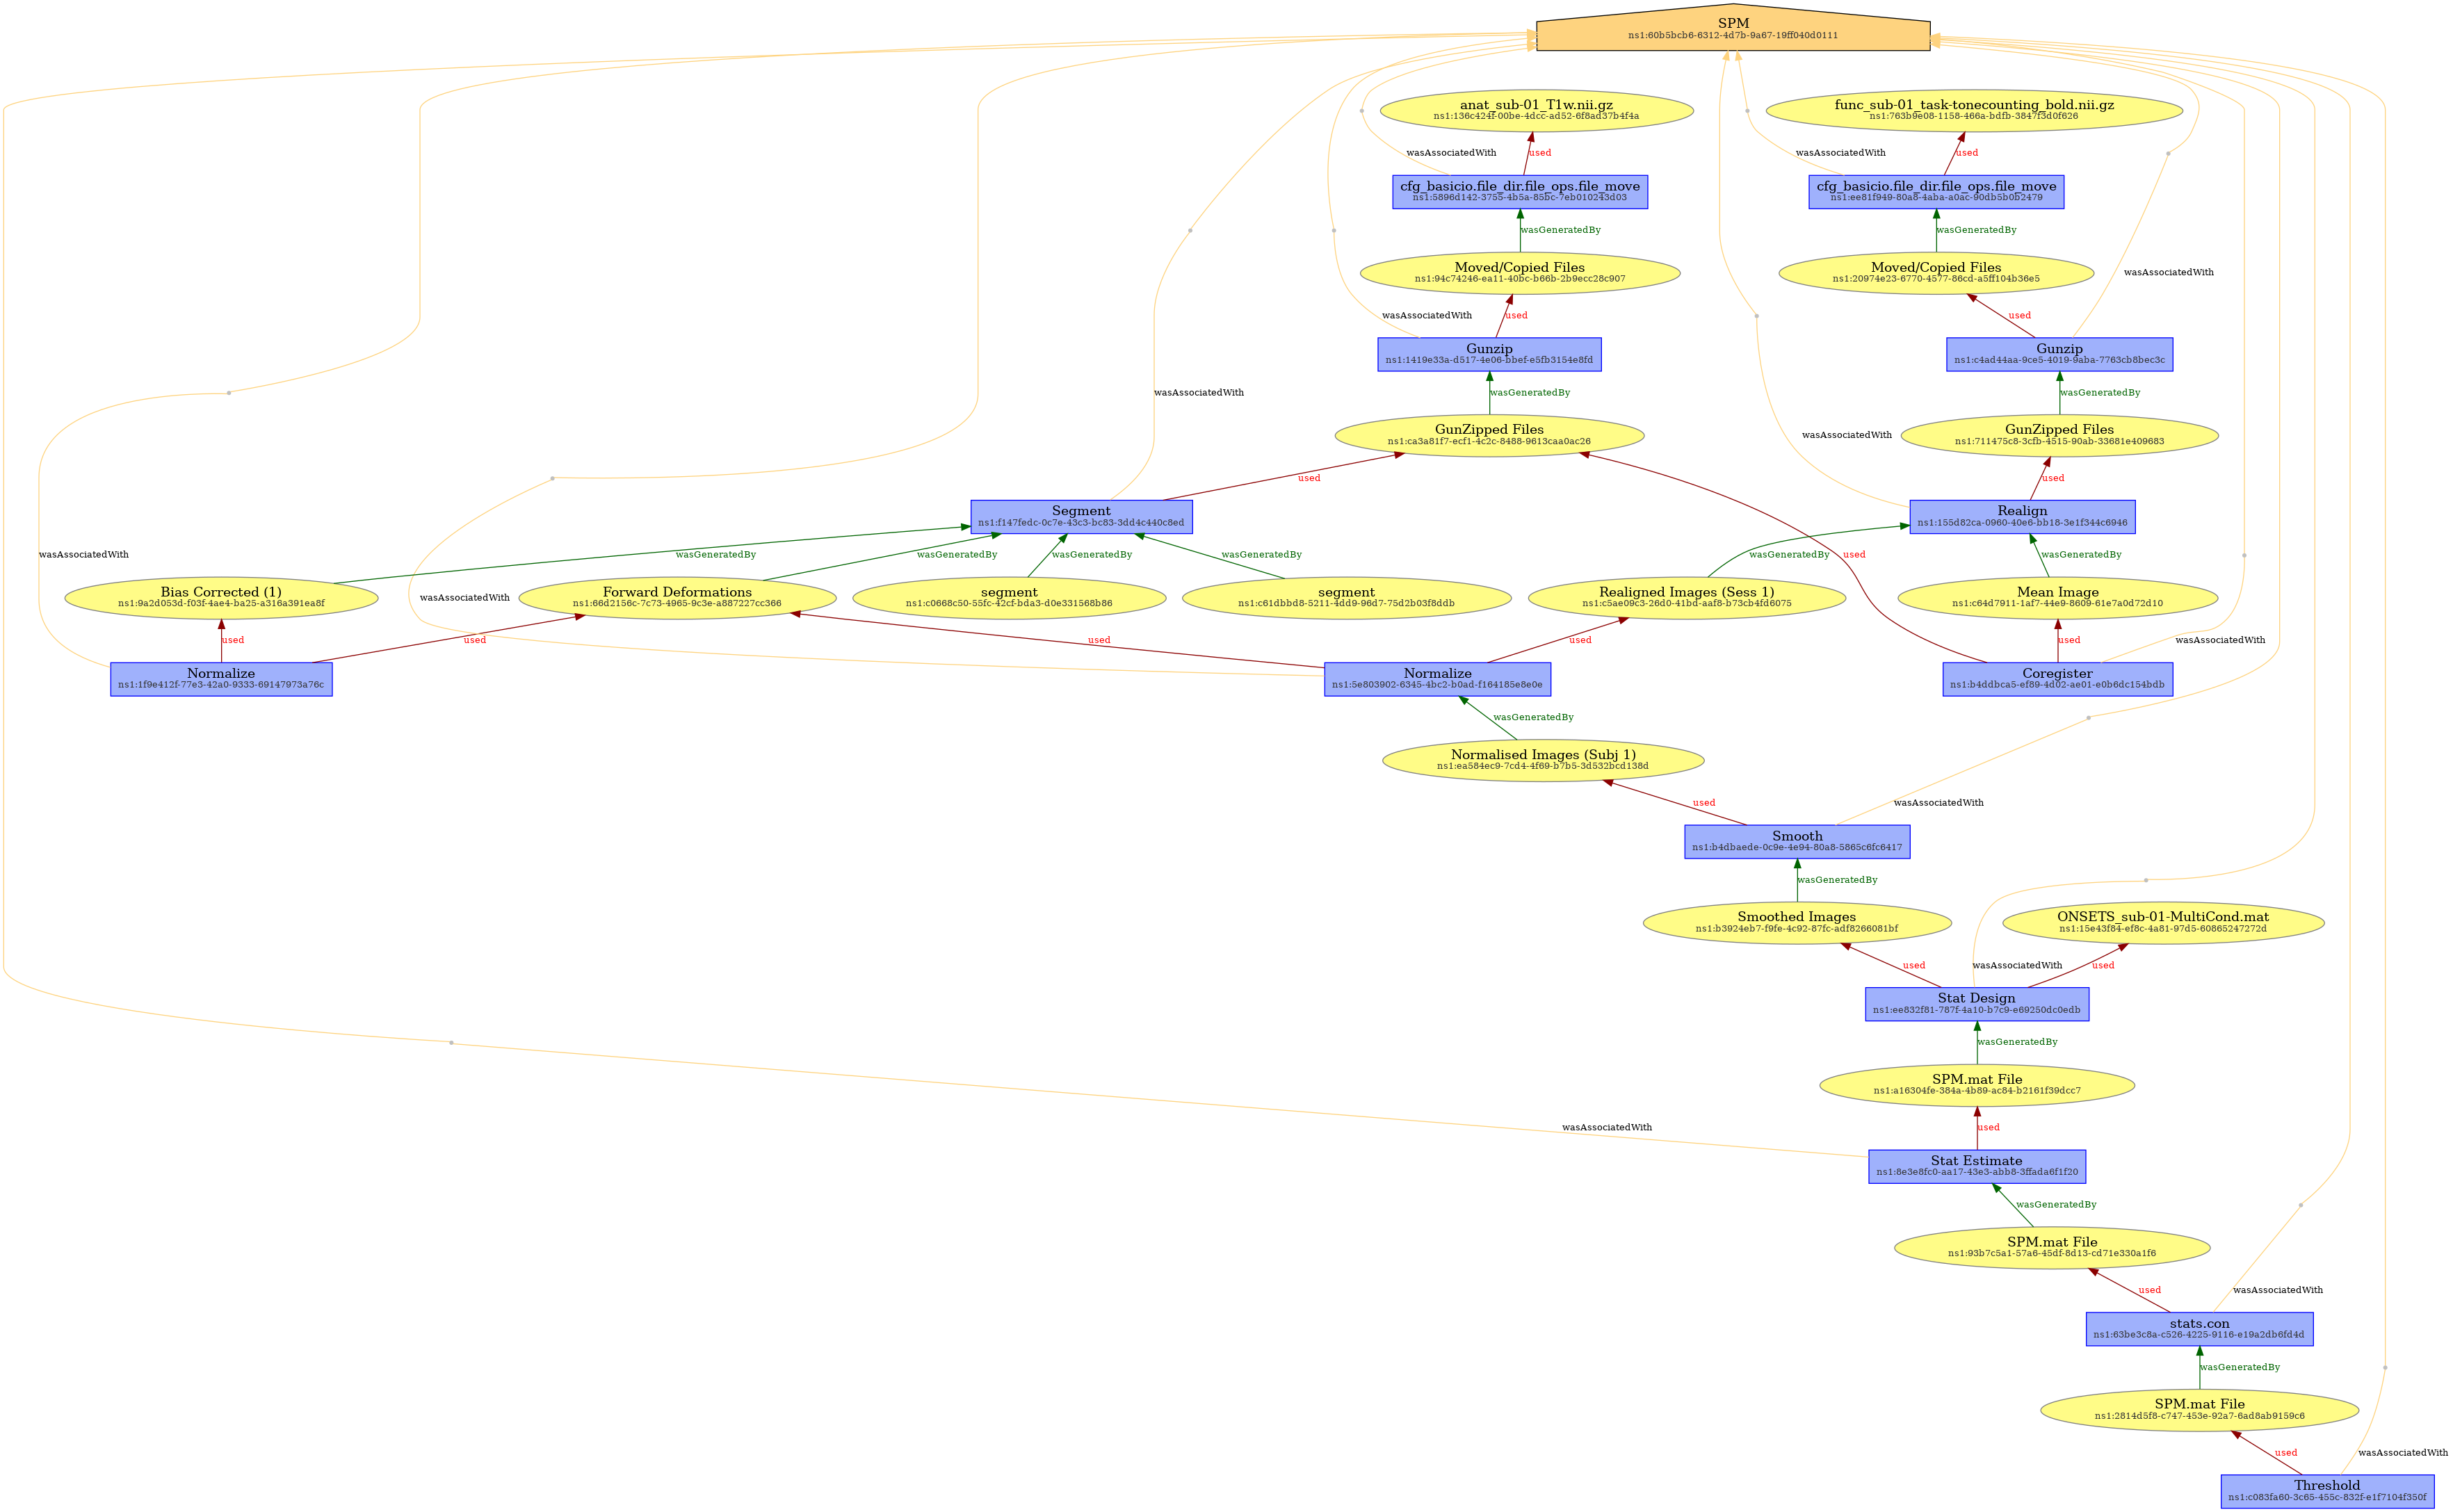 SPM
ns1:60b5bcb6-6312-4d7b-9a67-19ff040d0111
anat_sub-01_T1w.nii.gz
ns1:136c424f-00be-4dcc-ad52-6f8ad37b4f4a
func_sub-01_task-tonecounting_bold.nii.gz
ns1:763b9e08-1158-466a-bdfb-3847f3d0f626
wasAssociatedWith
used
wasAssociatedWith
used
cfg_basicio.file_dir.file_ops.file_move
ns1:5896d142-3755-4b5a-85bc-7eb010243d03
cfg_basicio.file_dir.file_ops.file_move
ns1:ee81f949-80a8-4aba-a0ac-90db5b0b2479
wasGeneratedBy
wasGeneratedBy
Moved/Copied Files
ns1:94c74246-ea11-40bc-b66b-2b9ecc28c907
Moved/Copied Files
ns1:20974e23-6770-4577-86cd-a5ff104b36e5
wasAssociatedWith
wasAssociatedWith
used
used
Gunzip
ns1:1419e33a-d517-4e06-bbef-e5fb3154e8fd
Gunzip
ns1:c4ad44aa-9ce5-4019-9aba-7763cb8bec3c
wasAssociatedWith
wasGeneratedBy
wasGeneratedBy
GunZipped Files
ns1:ca3a81f7-ecf1-4c2c-8488-9613caa0ac26
wasAssociatedWith
GunZipped Files
ns1:711475c8-3cfb-4515-90ab-33681e409683
used
used
Segment
ns1:f147fedc-0c7e-43c3-bc83-3dd4c440c8ed
Realign
ns1:155d82ca-0960-40e6-bb18-3e1f344c6946
wasAssociatedWith
wasGeneratedBy
wasGeneratedBy
wasGeneratedBy
wasGeneratedBy
wasGeneratedBy
used
wasGeneratedBy
Bias Corrected (1)
ns1:9a2d053d-f03f-4ae4-ba25-a316a391ea8f
wasAssociatedWith
Forward Deformations
ns1:66d2156c-7c73-4965-9c3e-a887227cc366
segment
ns1:c0668c50-55fc-42cf-bda3-d0e331568b86
segment
ns1:c61dbbd8-5211-4dd9-96d7-75d2b03f8ddb
Realigned Images (Sess 1)
ns1:c5ae09c3-26d0-41bd-aaf8-b73cb4fd6075
Mean Image
ns1:c64d7911-1af7-44e9-8609-61e7a0d72d10
used
used
used
used
used
wasAssociatedWith
Normalize
ns1:1f9e412f-77e3-42a0-9333-69147973a76c
Normalize
ns1:5e803902-6345-4bc2-b0ad-f164185e8e0e
Coregister
ns1:b4ddbca5-ef89-4d02-ae01-e0b6dc154bdb
wasGeneratedBy
Normalised Images (Subj 1)
ns1:ea584ec9-7cd4-4f69-b7b5-3d532bcd138d
used
wasAssociatedWith
Smooth
ns1:b4dbaede-0c9e-4e94-80a8-5865c6fc6417
wasGeneratedBy
Smoothed Images
ns1:b3924eb7-f9fe-4c92-87fc-adf8266081bf
ONSETS_sub-01-MultiCond.mat
ns1:15e43f84-ef8c-4a81-97d5-60865247272d
used
wasAssociatedWith
used
Stat Design
ns1:ee832f81-787f-4a10-b7c9-e69250dc0edb
wasGeneratedBy
SPM.mat File
ns1:a16304fe-384a-4b89-ac84-b2161f39dcc7
wasAssociatedWith
used
Stat Estimate
ns1:8e3e8fc0-aa17-43e3-abb8-3ffada6f1f20
wasGeneratedBy
SPM.mat File
ns1:93b7c5a1-57a6-45df-8d13-cd71e330a1f6
used
wasAssociatedWith
stats.con
ns1:63be3c8a-c526-4225-9116-e19a2db6fd4d
wasGeneratedBy
SPM.mat File
ns1:2814d5f8-c747-453e-92a7-6ad8ab9159c6
used
wasAssociatedWith
Threshold
ns1:c083fa60-3c65-455c-832f-e1f7104f350f